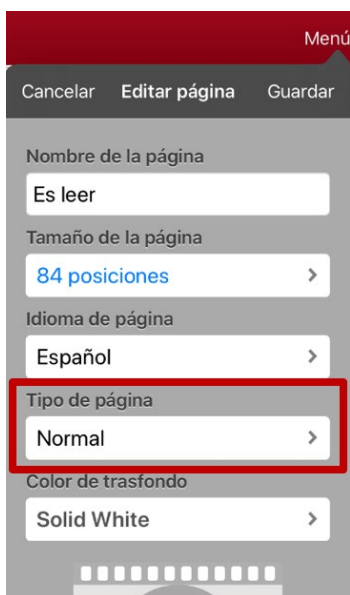 Menú
Cancelar Editar página Guardar
Nombre de la página
Es leer
Tamaño de la página
84 posiciones
Idioma de página
Español
Tipo de página
Normal
Color de trasfondo
Solid White